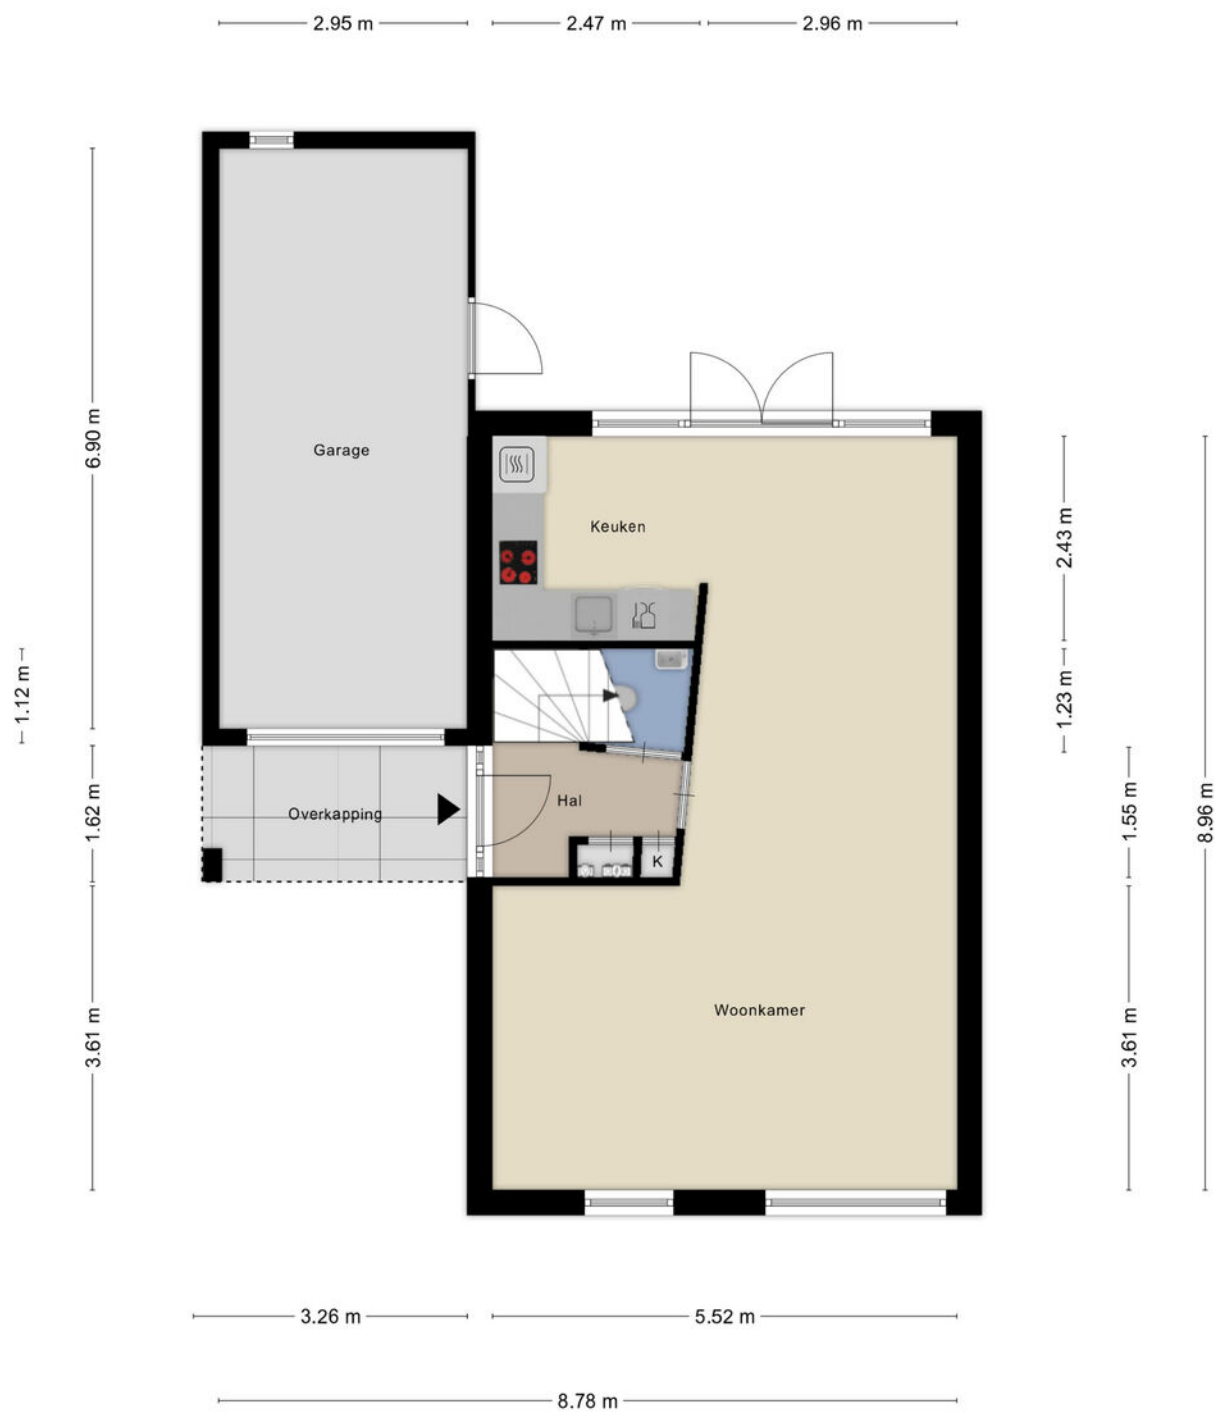 2.95 m
2.47 m
2.96 m
6.90 m
Garage
Keuken
2.43 m
1.12 m
1.23 m
1.62 m
Overkapping
Hal
K
1.55 m
8.96 m
3.61 m
Woonkamer
3.61 m
3.26 m
5.52 m
8.78 m